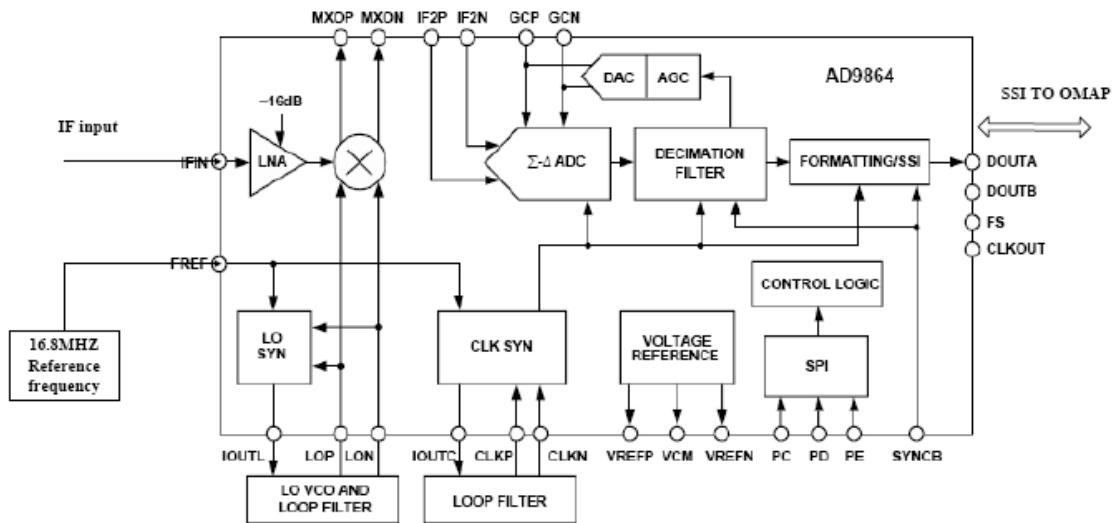 MXOP MXON IF2P IF2N GCP GCN
DAC AGC
AD9864
SSI TO OMAP
–16dB
IF input
IFIN
LNA
Σ-Δ ADC
DECIMATION
FILTER
FORMATTING/SSI
DOUTA
DOUTB
FS
CLKOUT
FREF
CONTROL LOGIC
16.8MHZ
Reference
frequency
LO
SYN
CLK SYN
VOLTAGE
REFERENCE
SPI
IOUTL LOP LON IOUTC CLKP CLKN VREFP VCM VREFN PC PD PE SYNCB
LO VCO AND
LOOP FILTER
LOOP FILTER